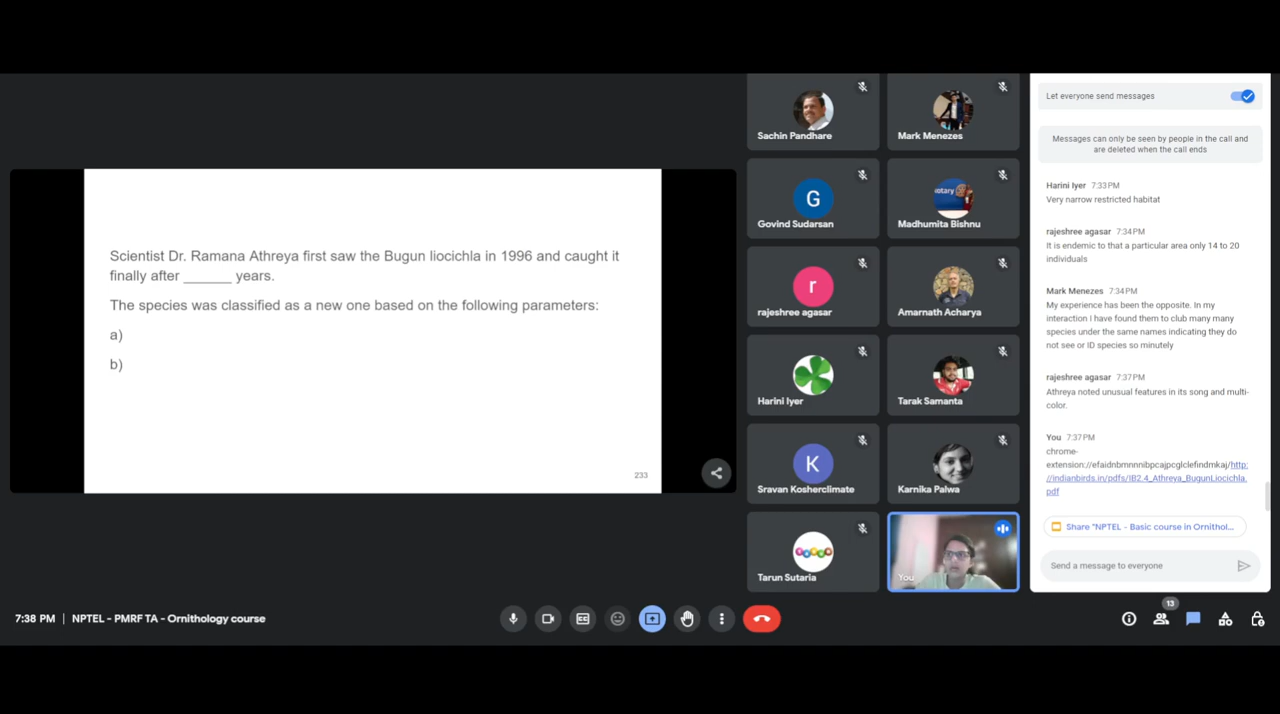 Scientist Dr. Ramana Athreya first saw the Bugun liocichla in 1996 and caught it
finally after ______ years.
The species was classified as a new one based on the following parameters:
a)
b)
233
Sachin Pandhare
Mark Menezes
G
Govind Sudarsan
otary
Madhumita Bishnu
r
rajeshree agasar
Amarnath Acharya
Harini Iyer
Tarak Samanta
K
Sravan Kosherclimate
Karnika Palwa
Tarun Sutaria
You
Let everyone send messages
Messages can only be seen by people in the call and
are deleted when the call ends
Harini Iyer 7:33 PM
Very narrow restricted habitat
rajeshree agasar 7:34 PM
It is endemic to that a particular area only 14 to 20
individuals
Mark Menezes 7:34 PM
My experience has been the opposite. In my
interaction I have found them to club many many
species under the same names indicating they do
not see or ID species so minutely
rajeshree agasar 7:37 PM
Athreya noted unusual features in its song and multi-
color.
You 7:37 PM
chrome-
extension://efaidnbmnnnibpcajpcglclefindmkaj/http:
//indianbirds.in/pdfs/IB2.4_Athreya_BugunLiocichla.
pdf
Share "NPTEL - Basic course in Ornithol...
Send a message to everyone
7:38 PM | NPTEL - PMRF TA - Ornithology course
13